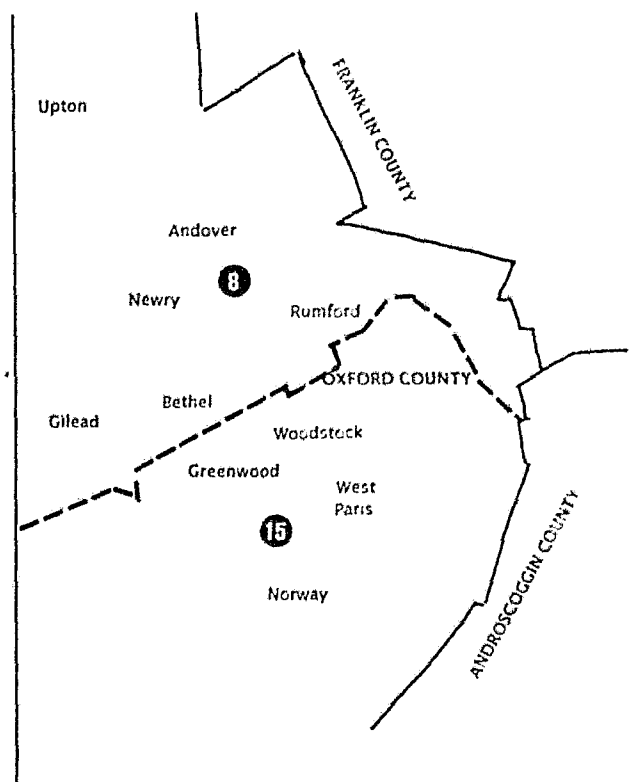 Upton
FRANKLIN COUNTY
Andover
8
Newry
Rumford
OXFORD COUNTY
Bethel
Gilead
Woodstock
Greenwood
West
Paris
15
Norway
ANDROSCOGGIN COUNTY